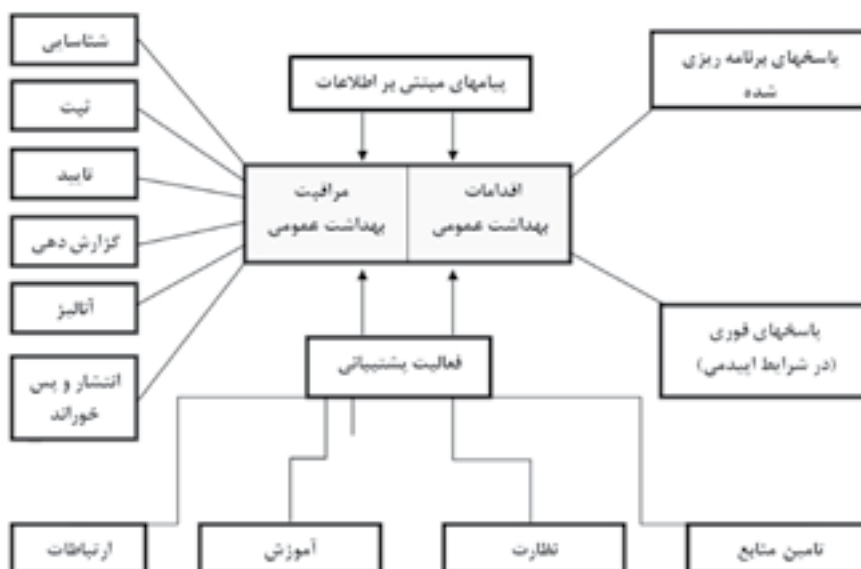 شناسایی
ثبت
تایید
گزارش دهی
آنالیز
انتشار و پس
خوراند
پیامهای مبتنی بر اطلاعات
مراقبت
بهداشت عمومی
اقدامات
بهداشت عمومی
پاسخهای برنامه ریزی
شده
پاسخهای فوری
(در شرایط اپیدمی)
فعالیت پشتیبانی
ارتباطات
آموزش
نظارت
تامین منابع